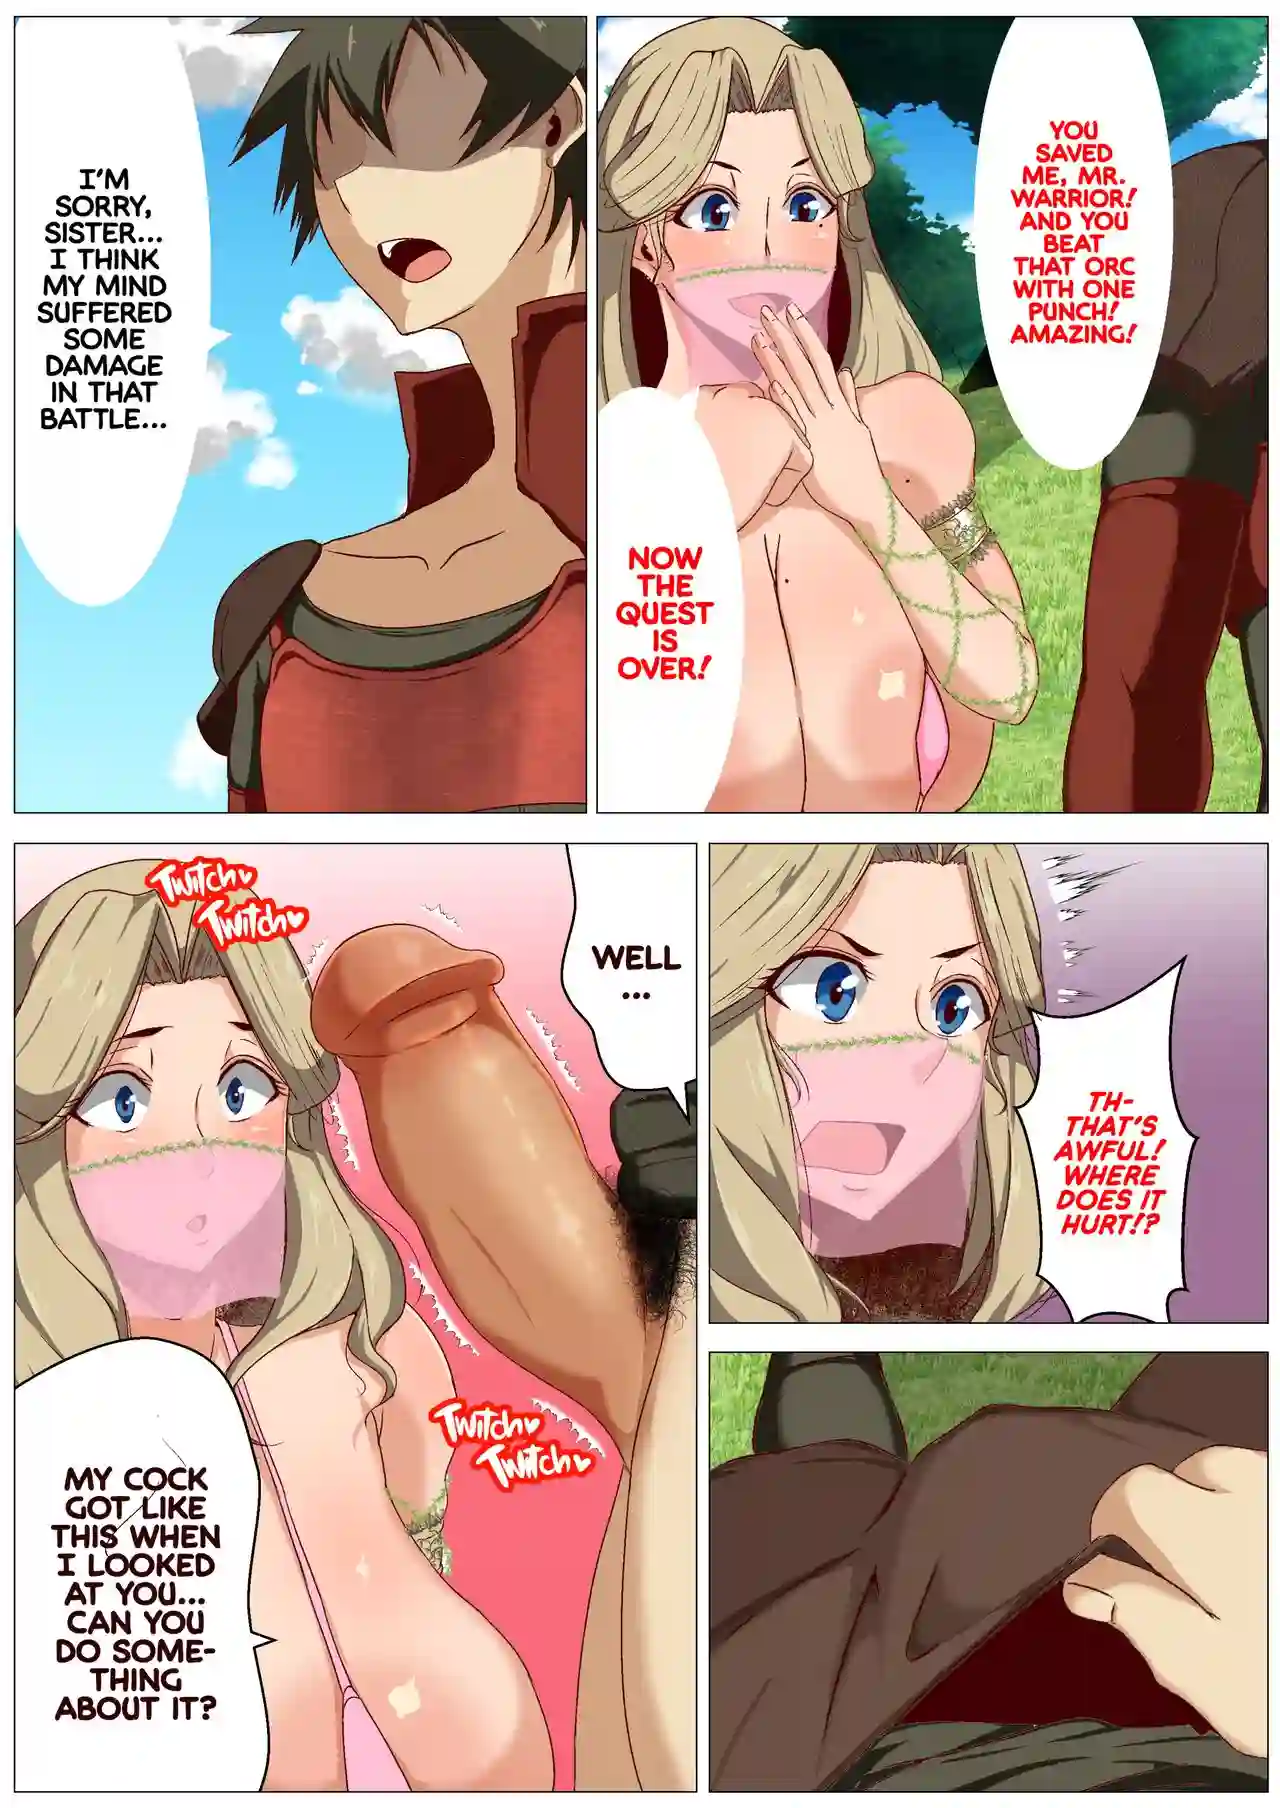 YOU
SAVED
ME, MR.
WARRIOR!
AND YOU
BEAT
THAT ORC
WITH ONE
PUNCH!
AMAZING!
NOW
THE
QUEST
IS
OVER!
I'M
SORRY,
SISTER...
I THINK
MY MIND
SUFFERED
SOME
DAMAGE
IN THAT
BATTLE...
TH-
THAT'S
AWFUL!
WHERE
DOES IT
HURT!?
WELL
...
TWITCH♥
TWITCH♥
TWITCH♥
TWITCH♥
MY COCK
GOT LIKE
THIS WHEN
I LOOKED
AT YOU...
CAN YOU
DO SOME-
THING
ABOUT IT?